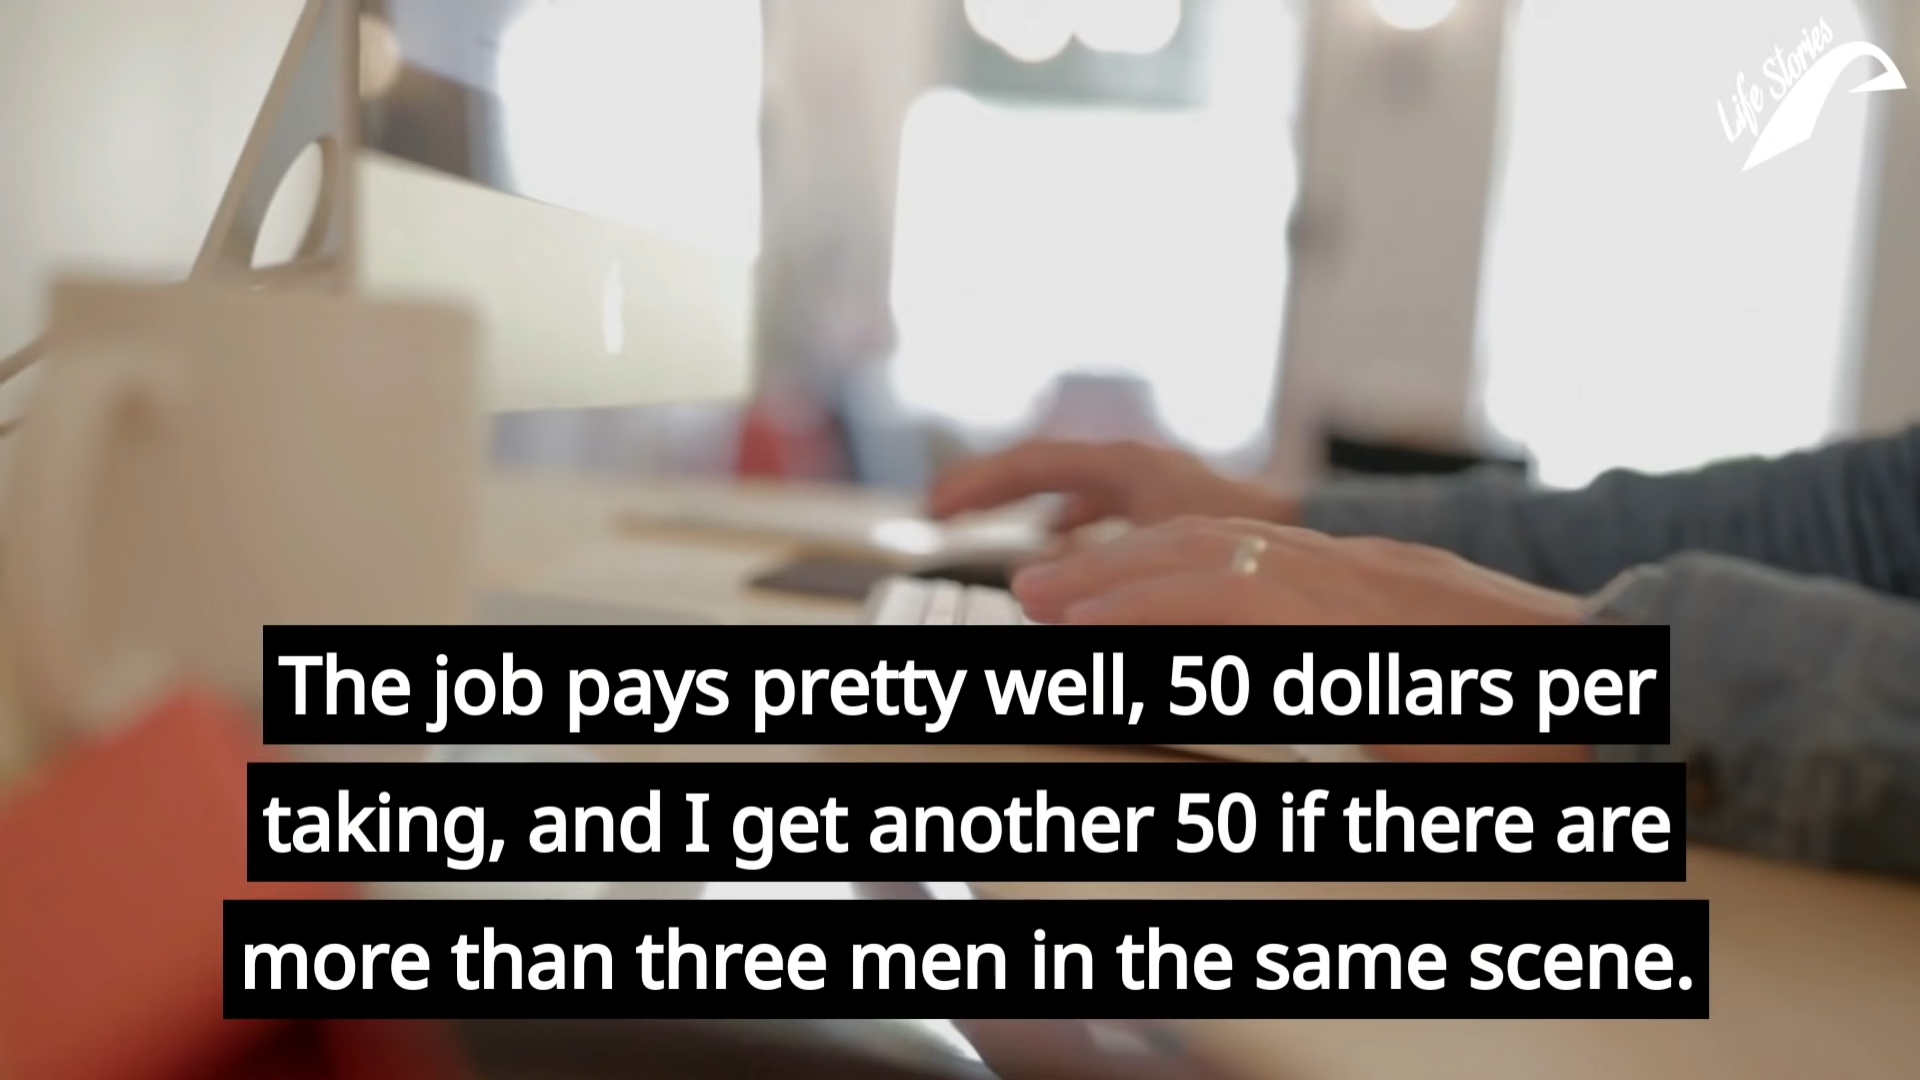 Life Stories
The job pays pretty well, 50 dollars per
taking, and I get another 50 if there are
more than three men in the same scene.